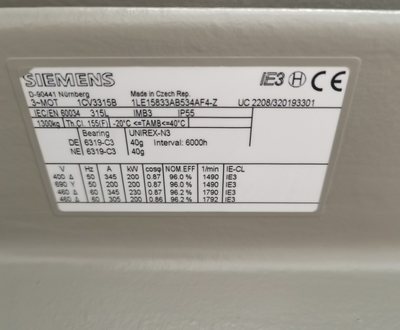 SIEMENS IE3 H CE
D-90441 Nürnberg Made in Czech Rep.
3~MOT 1CV3315B 1LE15833AB534AF4-Z UC 2208/320193301
IEC/EN 60034 315L IMB3 IP55
1300kg Th.Cl. 155(F) -20°C <=TAMB<=40°C
Bearing UNIREX-N3
DE 6319-C3 40g Interval: 6000h
NE 6319-C3 40g
V Hz A kW cosφ NOM.EFF 1/min IE-CL
400 Δ 50 345 200 0.87 96.0 % 1490 IE3
690 Y 50 200 200 0.87 96.0 % 1490 IE3
460 Δ 60 345 230 0.87 96.2 % 1790 IE3
460 Δ 60 305 200 0.86 96.2 % 1792 IE3